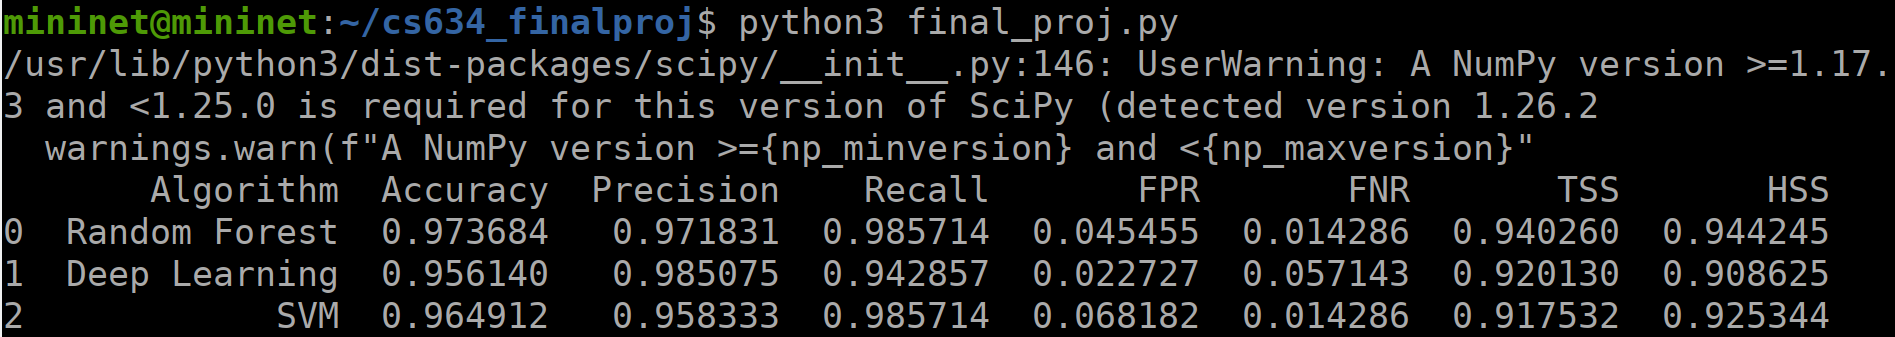 mininet@mininet:~/cs634_finalproj$ python3 final_proj.py
/usr/lib/python3/dist-packages/scipy/__init__.py:146: UserWarning: A NumPy version >=1.17.
3 and <1.25.0 is required for this version of SciPy (detected version 1.26.2
  warnings.warn(f"A NumPy version >={np_minversion} and <{np_maxversion}"
       Algorithm  Accuracy  Precision    Recall       FPR       FNR       TSS       HSS
0  Random Forest  0.973684   0.971831  0.985714  0.045455  0.014286  0.940260  0.944245
1  Deep Learning  0.956140   0.985075  0.942857  0.022727  0.057143  0.920130  0.908625
2            SVM  0.964912   0.958333  0.985714  0.068182  0.014286  0.917532  0.925344